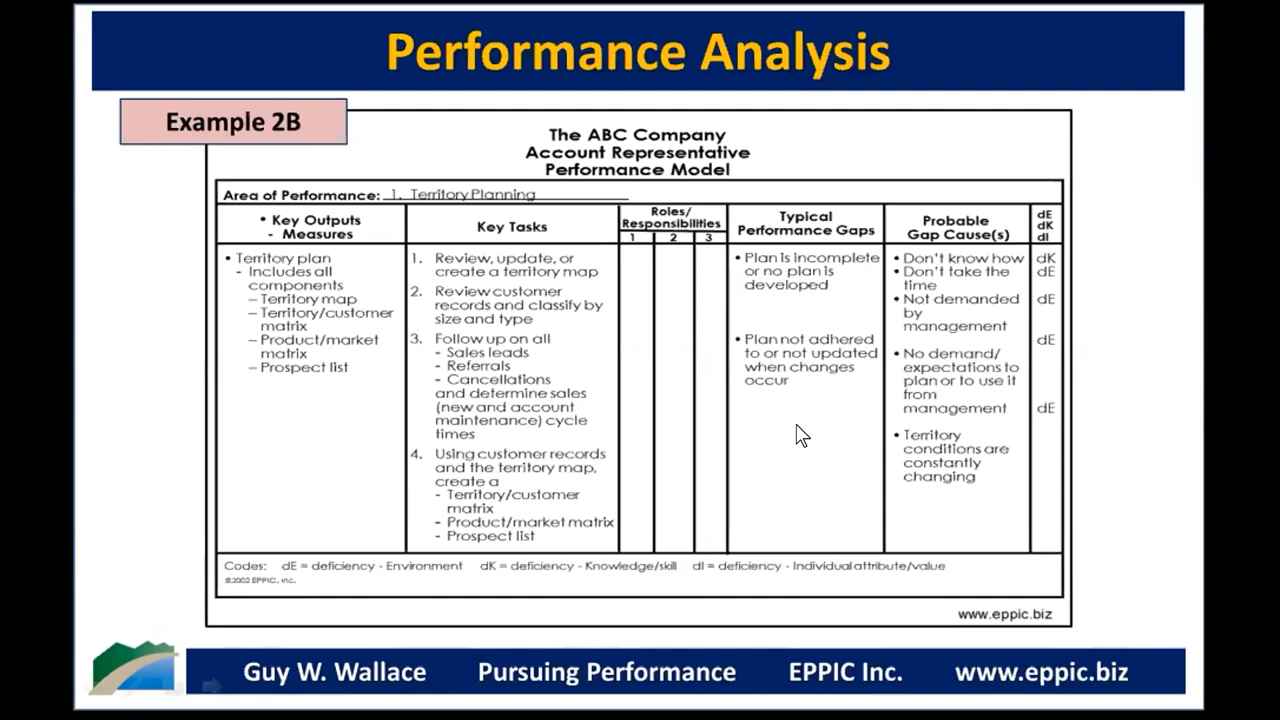 Performance Analysis
Example 2B
The ABC Company
Account Representative
Performance Model
Area of Performance: 1. Territory Planning
• Key Outputs
- Measures
Key Tasks
Roles/
Responsibilities
1 2 3
Typical
Performance Gaps
Probable
Gap Cause(s)
dE
dK
dI
• Territory plan
- Includes all
components
– Territory map
– Territory/customer
matrix
– Product/market
matrix
– Prospect list
1. Review, update, or
create a territory map
2. Review customer
records and classify by
size and type
3. Follow up on all
- Sales leads
- Referrals
- Cancellations
and determine sales
(new and account
maintenance) cycle
times
4. Using customer records
and the territory map,
create a
- Territory/customer
matrix
- Product/market matrix
- Prospect list
• Plan is incomplete
or no plan is
developed
• Plan not adhered
to or not updated
when changes
occur
• Don't know how
• Don't take the
time
• Not demanded
by
management
• No demand/
expectations to
plan or to use it
from
management
• Territory
conditions are
constantly
changing
dK
dE
dE
dE
dE
Codes: dE = deficiency - Environment dK = deficiency - Knowledge/skill dI = deficiency - Individual attribute/value
©2002 EPPIC, Inc.
www.eppic.biz
Guy W. Wallace Pursuing Performance EPPIC Inc. www.eppic.biz